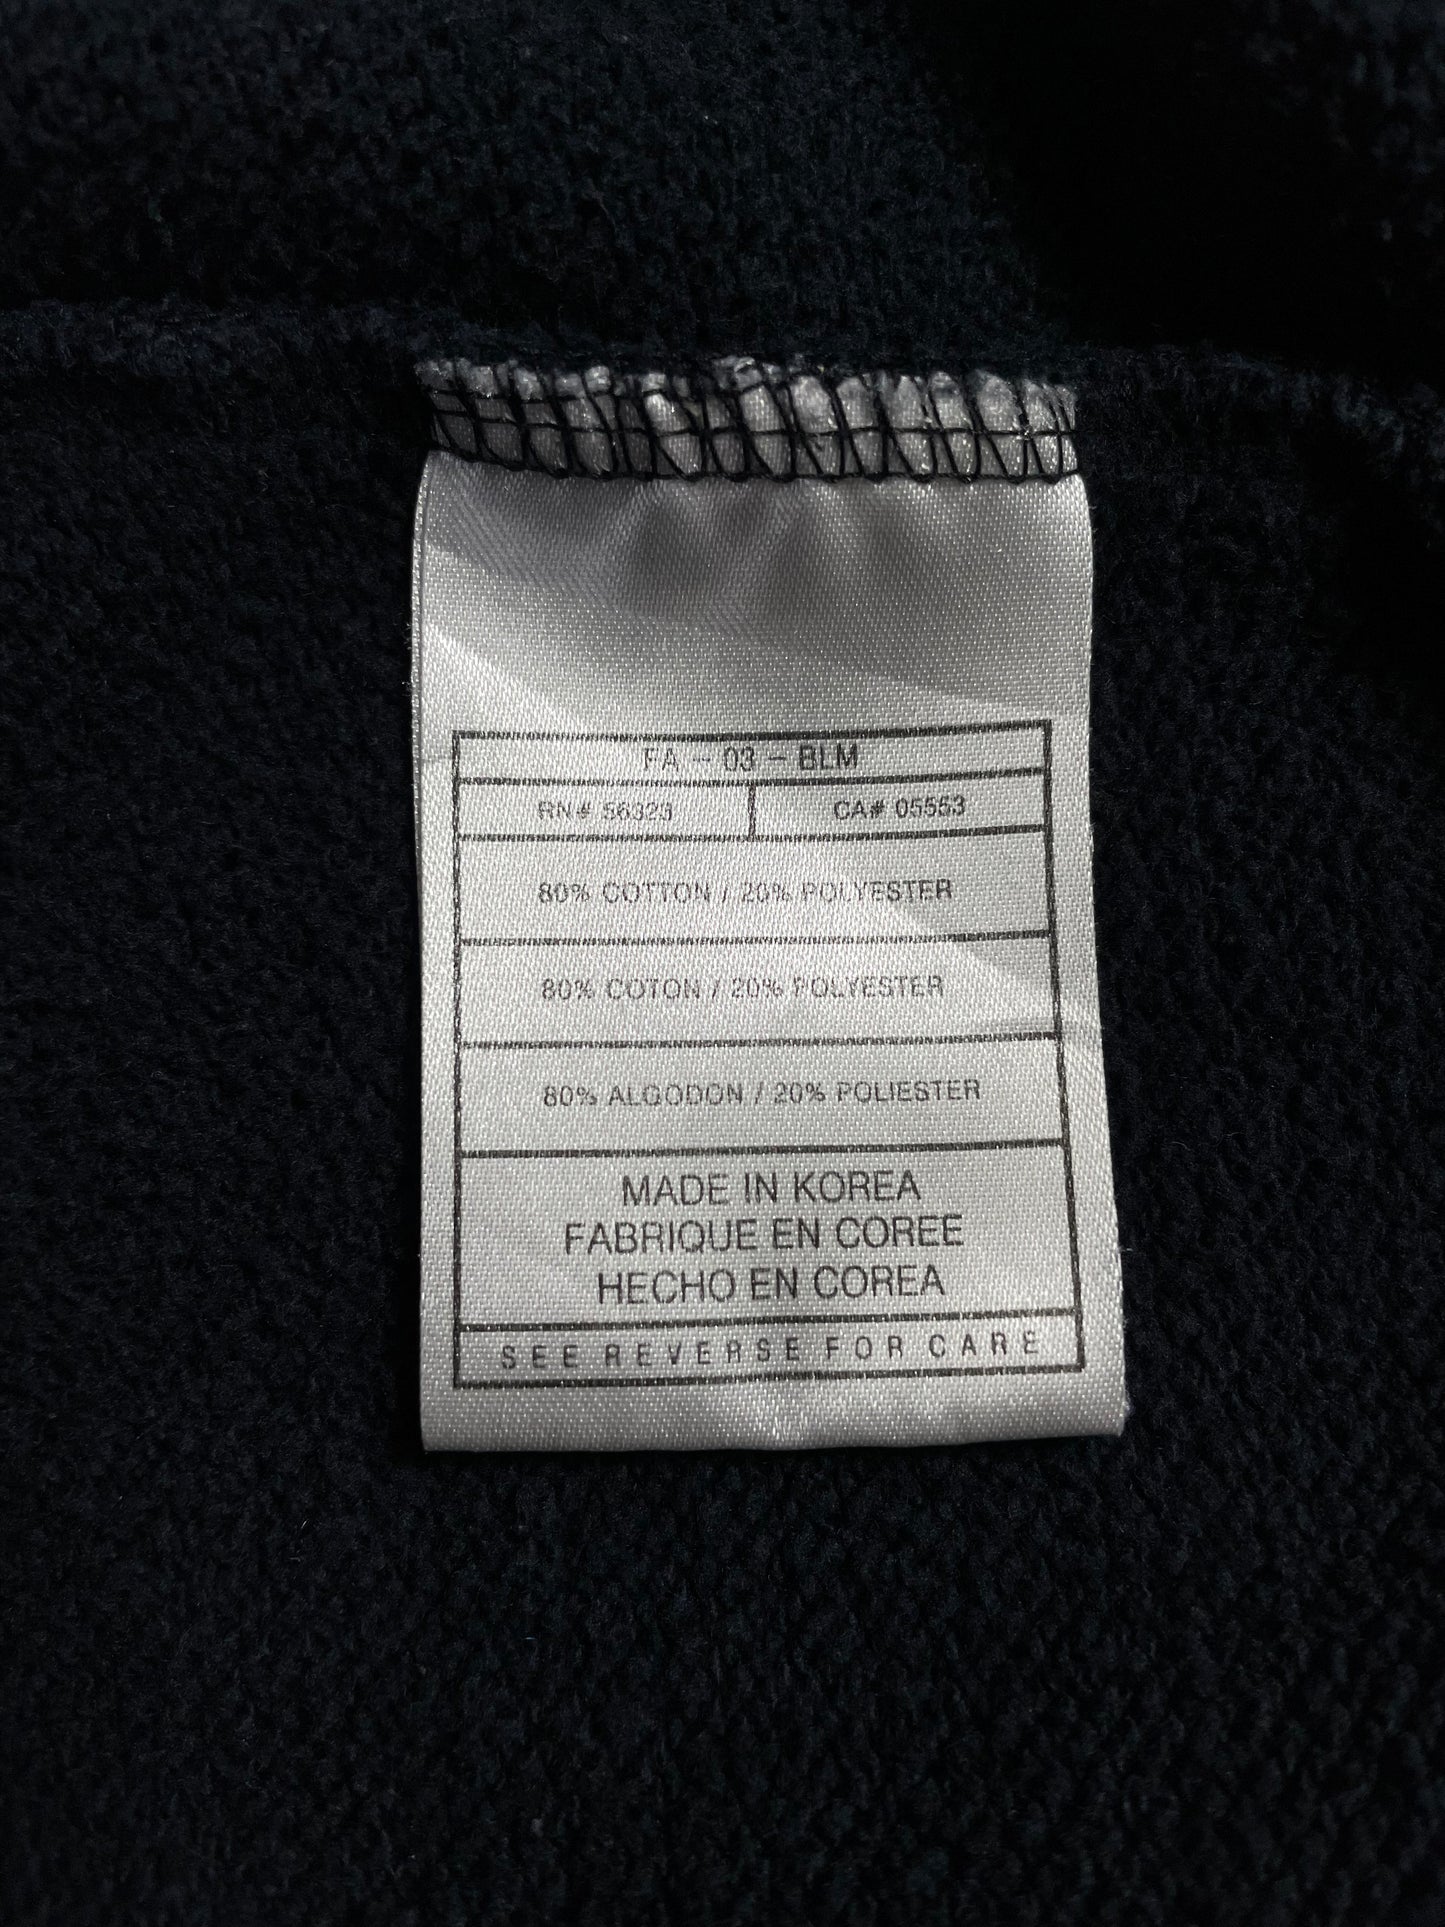 FA - 03 - BLM
RN# 56323
CA# 05553
80% COTTON / 20% POLYESTER
80% COTON / 20% POLYESTER
80% ALGODON / 20% POLIESTER
MADE IN KOREA
FABRIQUE EN COREE
HECHO EN COREA
SEE REVERSE FOR CARE